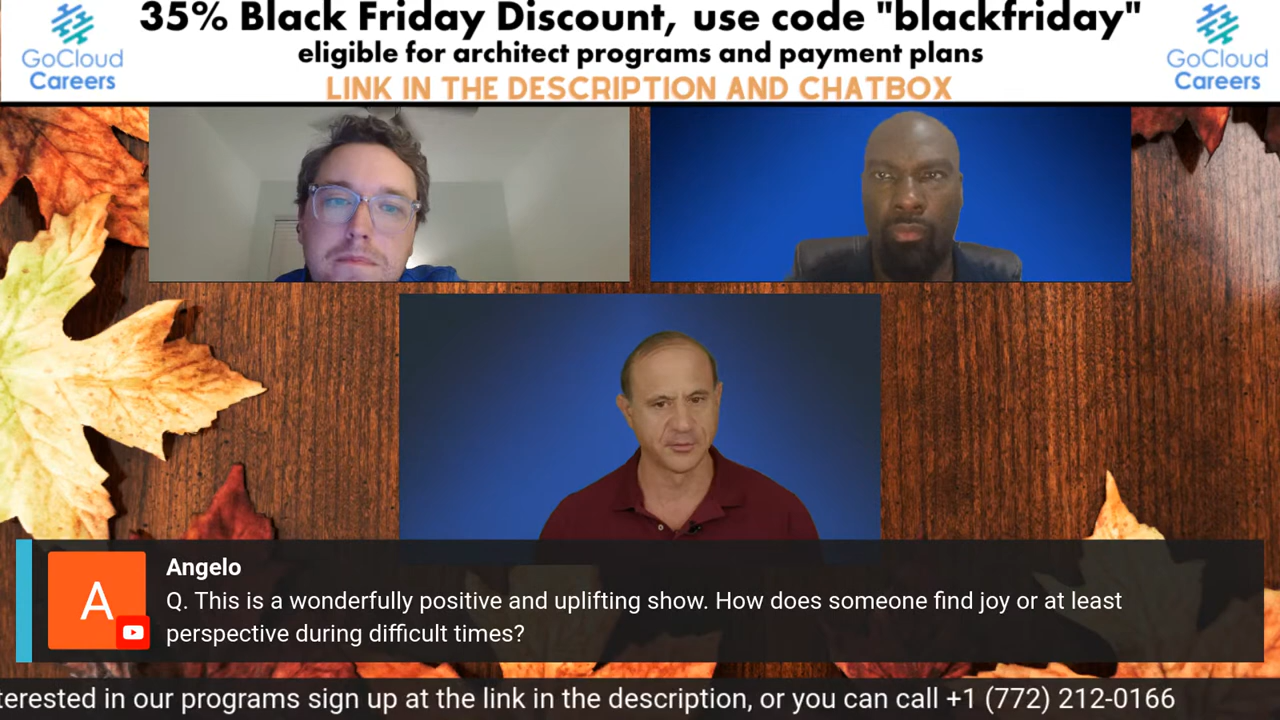 35% Black Friday Discount, use code "blackfriday"
eligible for architect programs and payment plans
LINK IN THE DESCRIPTION AND CHATBOX
GoCloud
Careers
GoCloud
Careers
A
Angelo
Q. This is a wonderfully positive and uplifting show. How does someone find joy or at least
perspective during difficult times?
terested in our programs sign up at the link in the description, or you can call +1 (772) 212-0166